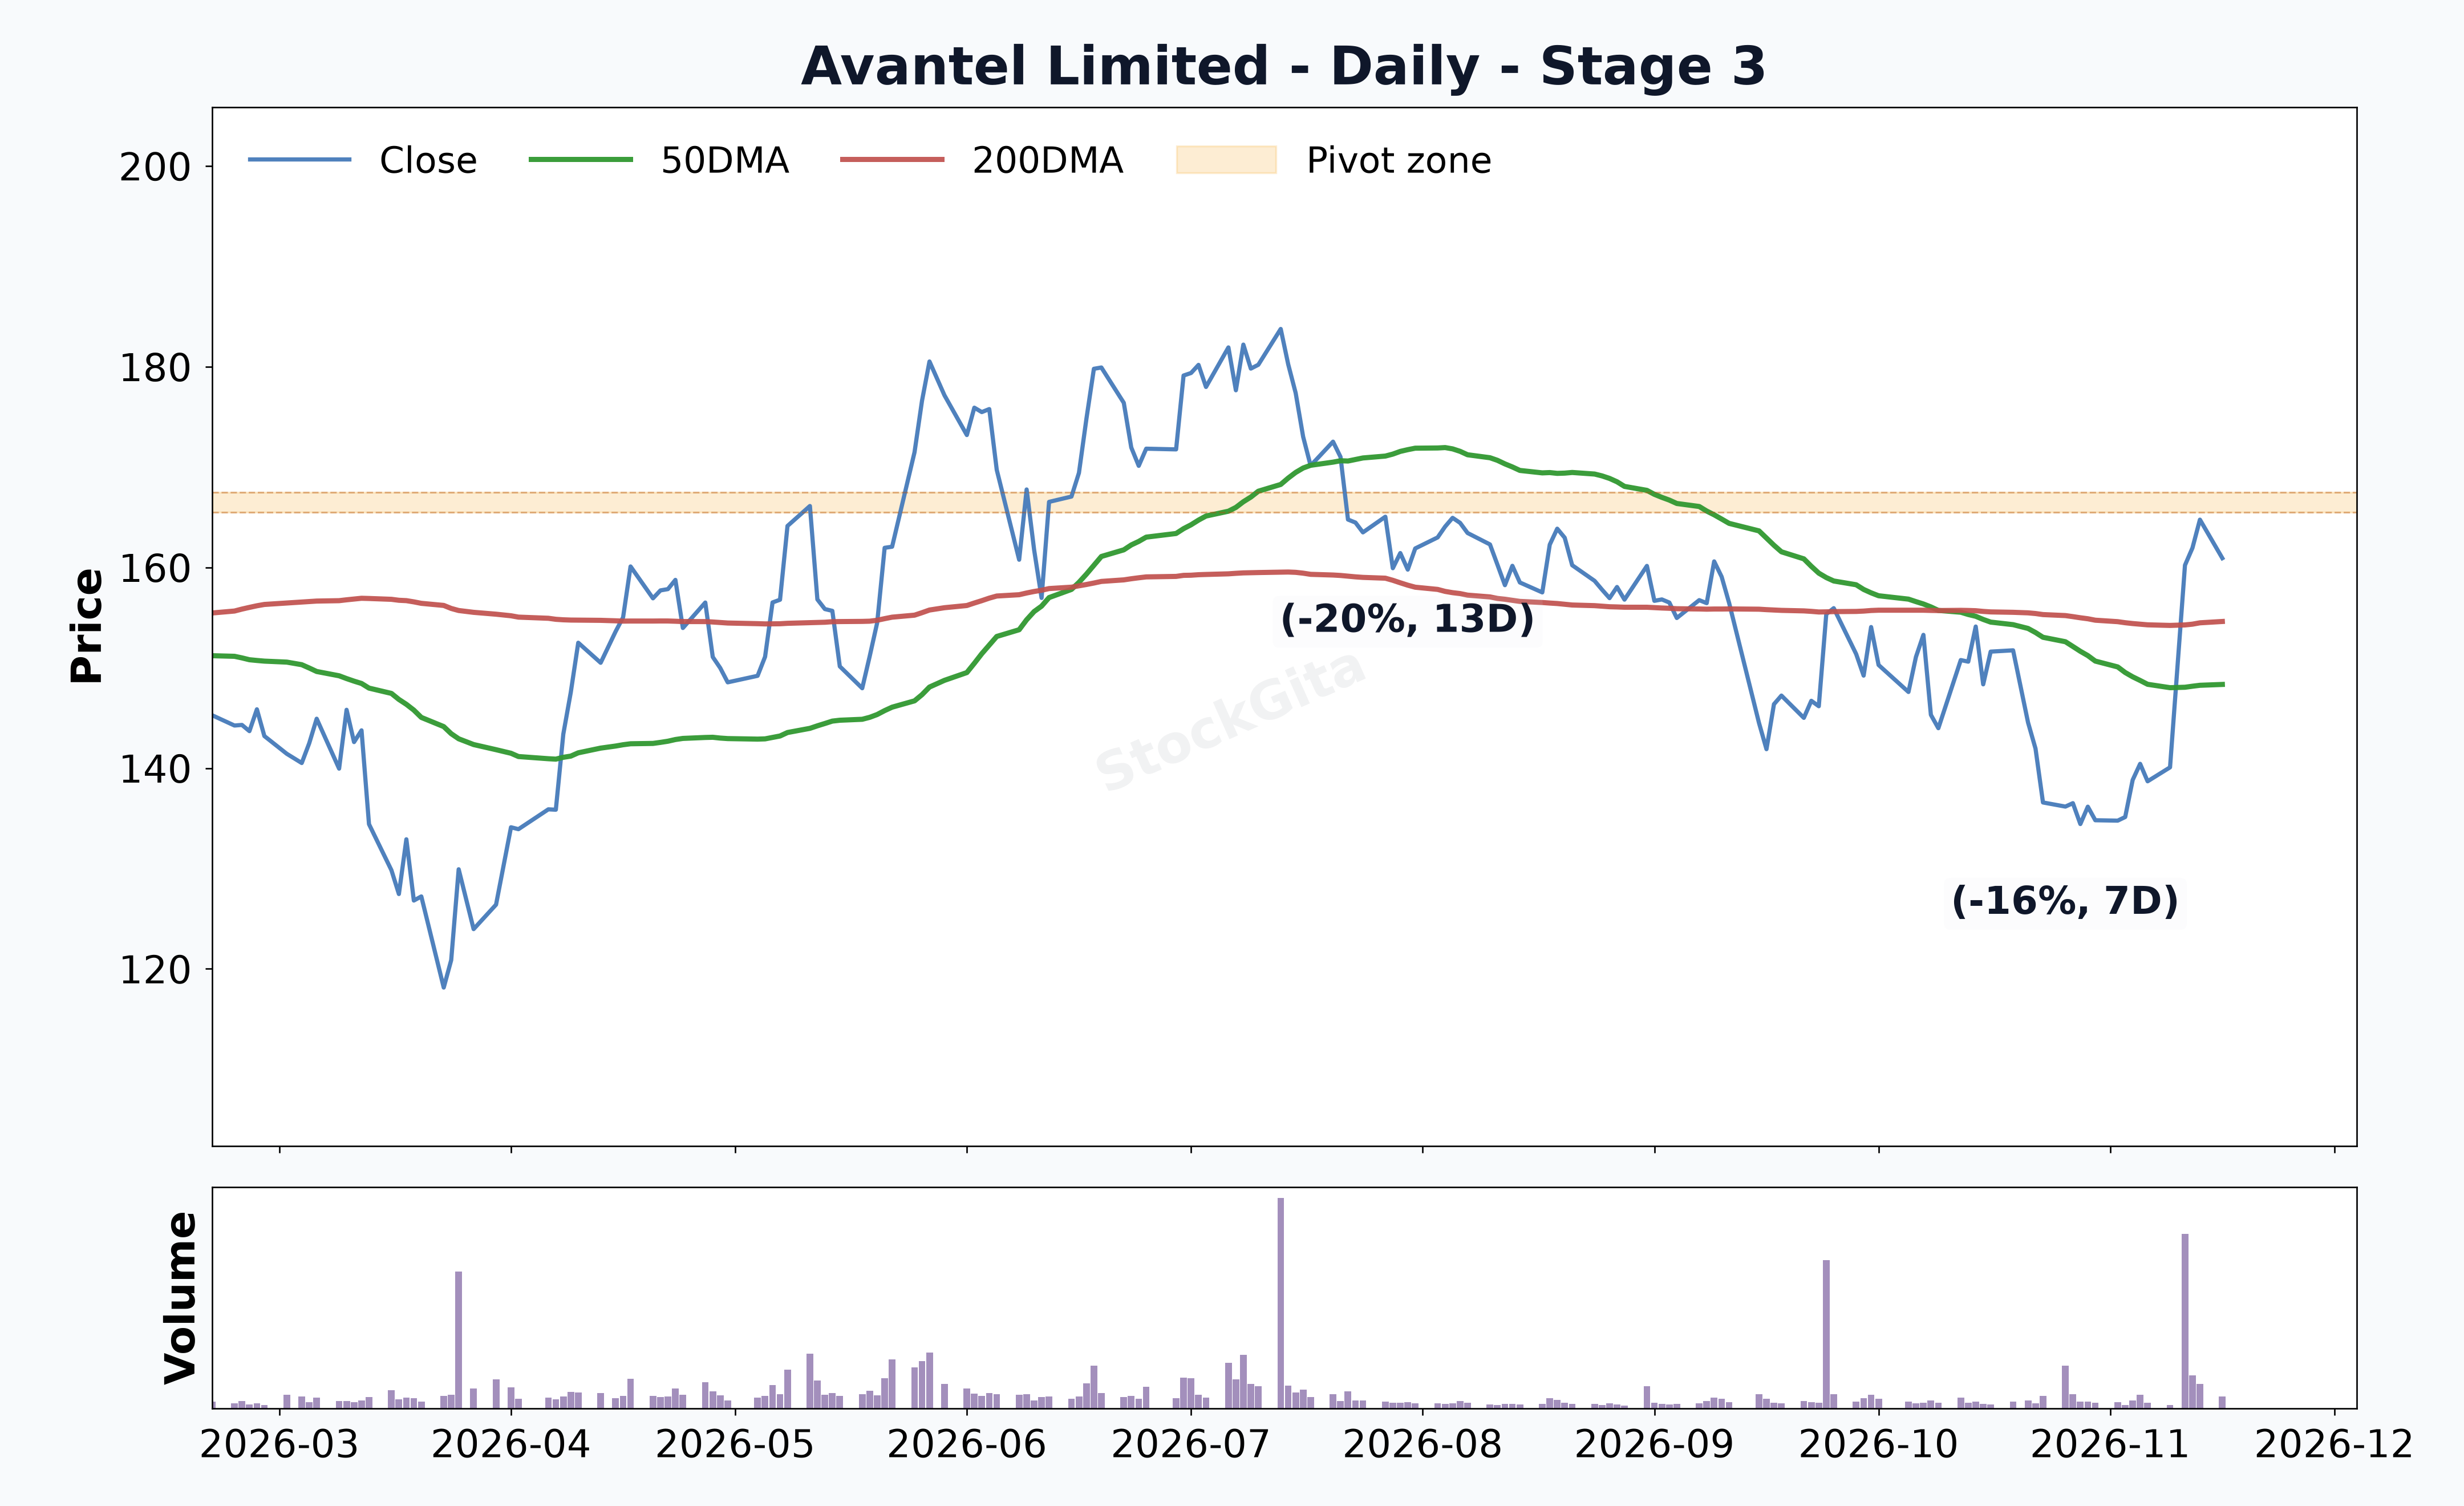 Avantel Limited - Daily - Stage 3
Close 50DMA 200DMA Pivot zone
Price
200
180
160
140
120
(-20%, 13D)
(-16%, 7D)
StockGita
Volume
2026-03 2026-04 2026-05 2026-06 2026-07 2026-08 2026-09 2026-10 2026-11 2026-12